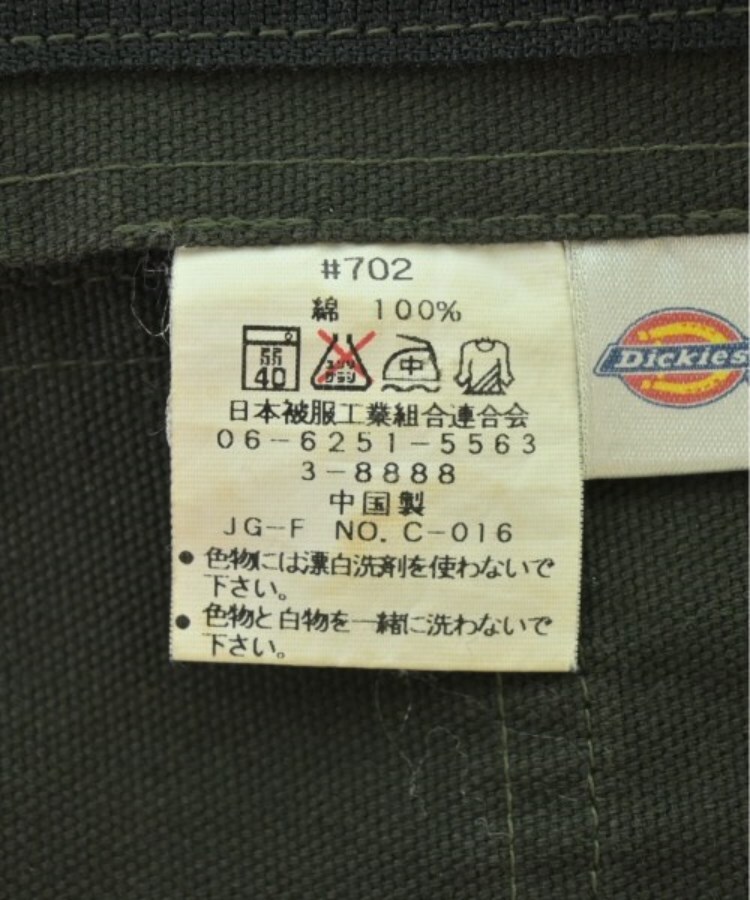 #702
綿 100%
弱
40
エンソ
サラシ
中
日本被服工業組合連合会
06-6251-5563
3-8888
中国製
JG-F NO. C-016
● 色物には漂白洗剤を使わないで
下さい。
● 色物と白物を一緒に洗わないで
下さい。
Dickies